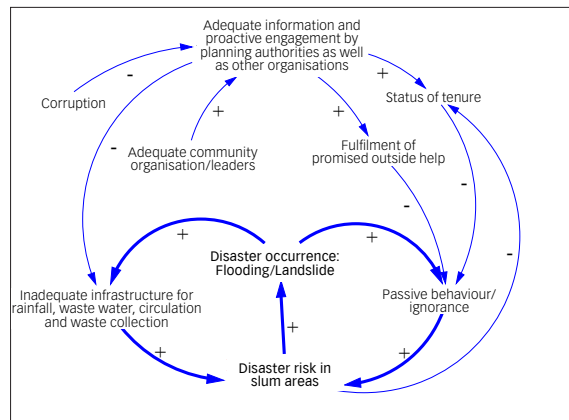 Adequate information and
proactive engagement by
planning authorities as well
as other organisations
-
+
Corruption
Status of tenure
+
+
Adequate community
organisation/leaders
Fulfilment of
promised outside help
-
-
-
+
+
Disaster occurrence:
Flooding/Landslide
-
Inadequate infrastructure for
rainfall, waste water, circulation
and waste collection
Passive behaviour/
ignorance
+
+
+
Disaster risk in
slum areas